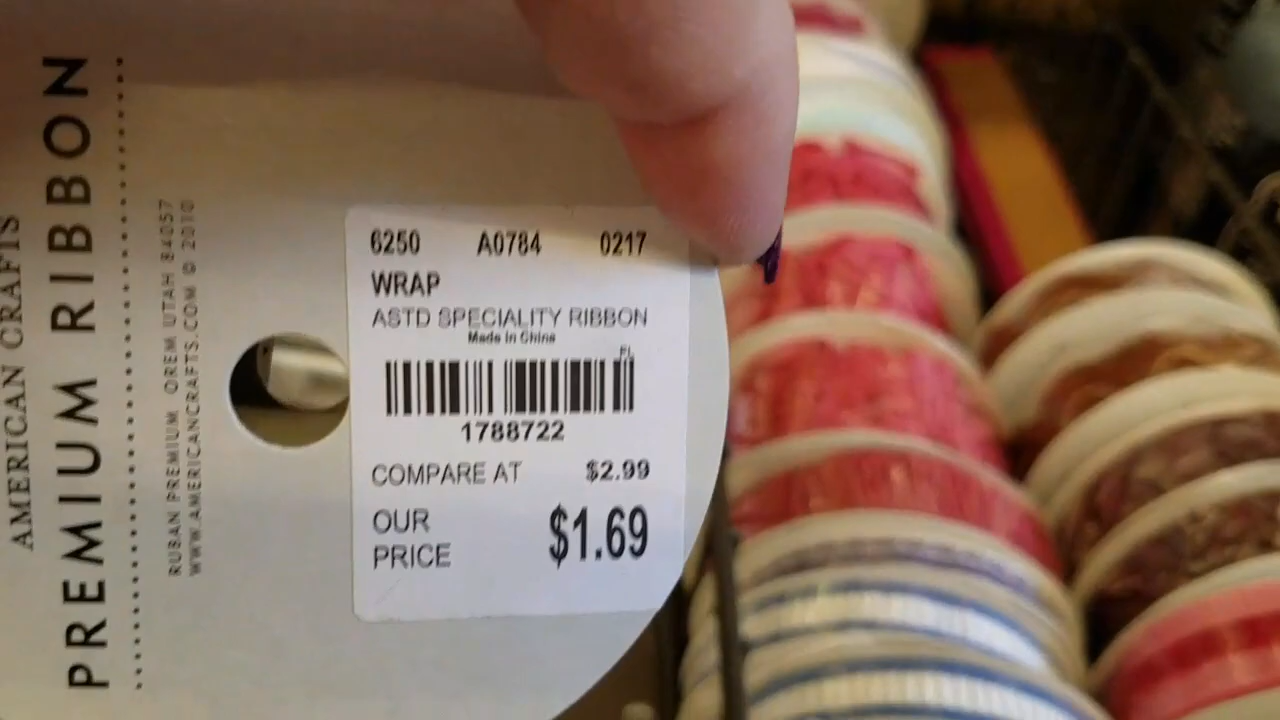 AMERICAN CRAFTS
PREMIUM RIBBON
RUBAN PREMIUM OREM UTAH 84057
WWW.AMERICANCRAFTS.COM © 2010
6250 A0784 0217
WRAP
ASTD SPECIALITY RIBBON
Made In China
FL
1788722
COMPARE AT $2.99
OUR PRICE $1.69